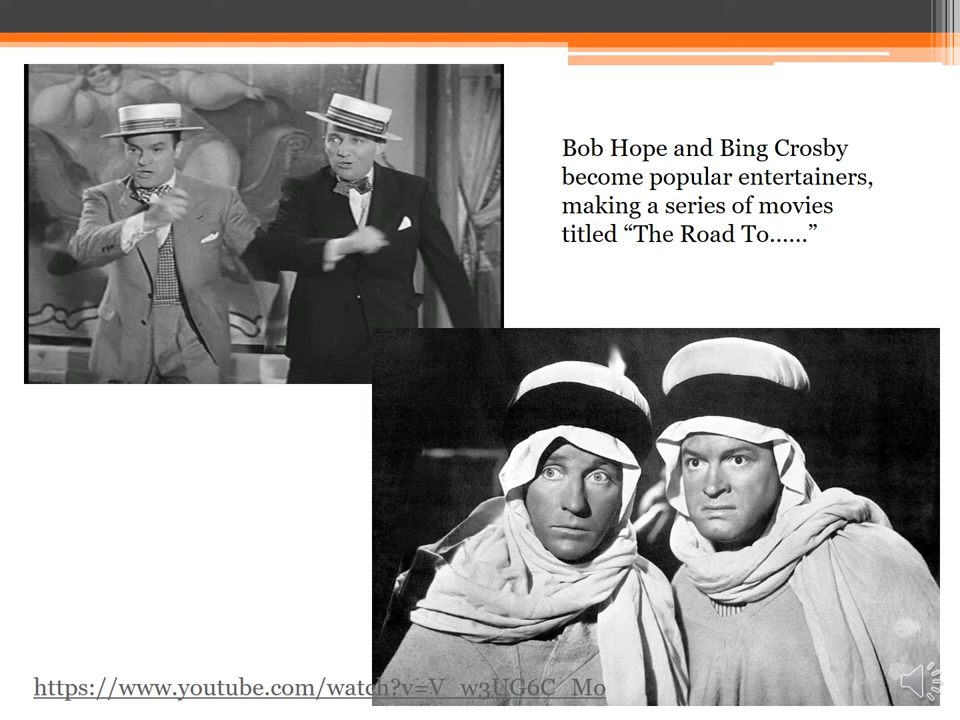 Bob Hope and Bing Crosby
become popular entertainers,
making a series of movies
titled “The Road To……”
https://www.youtube.com/watch?v=V_w3UG6C_Mo